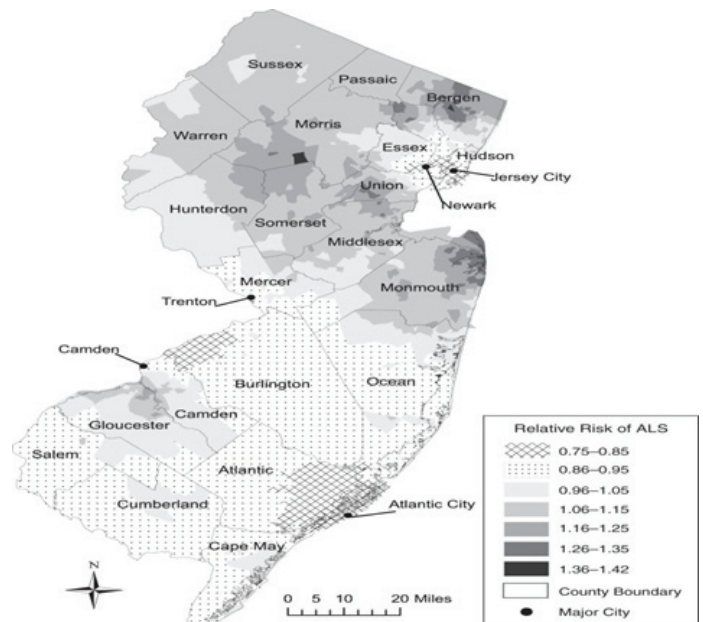 Sussex
Passaic
Bergen
Morris
Warren
Essex
Hudson
Jersey City
Union
Newark
Hunterdon
Somerset
Middlesex
Mercer
Monmouth
Trenton
Camden
Burlington
Ocean
Camden
Gloucester
Salem
Atlantic
Cumberland
Atlantic City
Cape May
N
0 5 10 20 Miles
Relative Risk of ALS
0.75–0.85
0.86–0.95
0.96–1.05
1.06–1.15
1.16–1.25
1.26–1.35
1.36–1.42
County Boundary
Major City